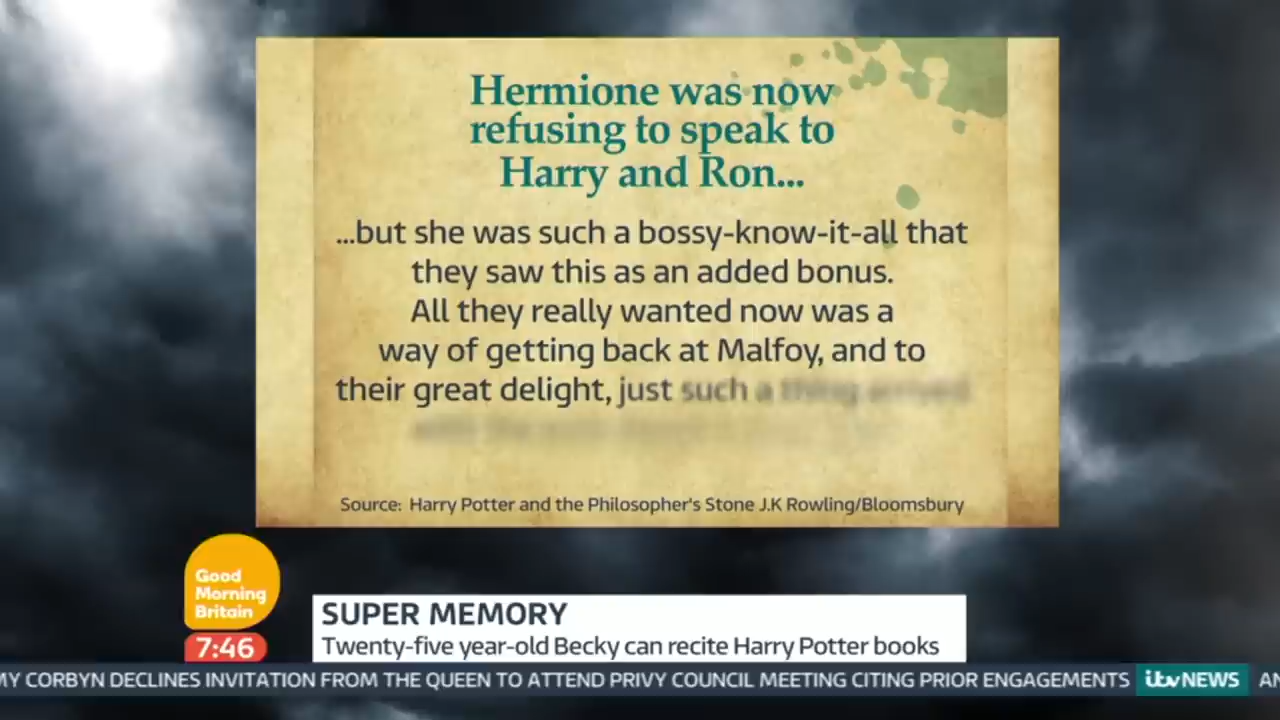 Hermione was now
refusing to speak to
Harry and Ron...
...but she was such a bossy-know-it-all that
they saw this as an added bonus.
All they really wanted now was a
way of getting back at Malfoy, and to
their great delight, just such a thing
Source: Harry Potter and the Philosopher's Stone J.K Rowling/Bloomsbury
Good
Morning
Britain
7:46
SUPER MEMORY
Twenty-five year-old Becky can recite Harry Potter books
MY CORBYN DECLINES INVITATION FROM THE QUEEN TO ATTEND PRIVY COUNCIL MEETING CITING PRIOR ENGAGEMENTS
itv NEWS
AN